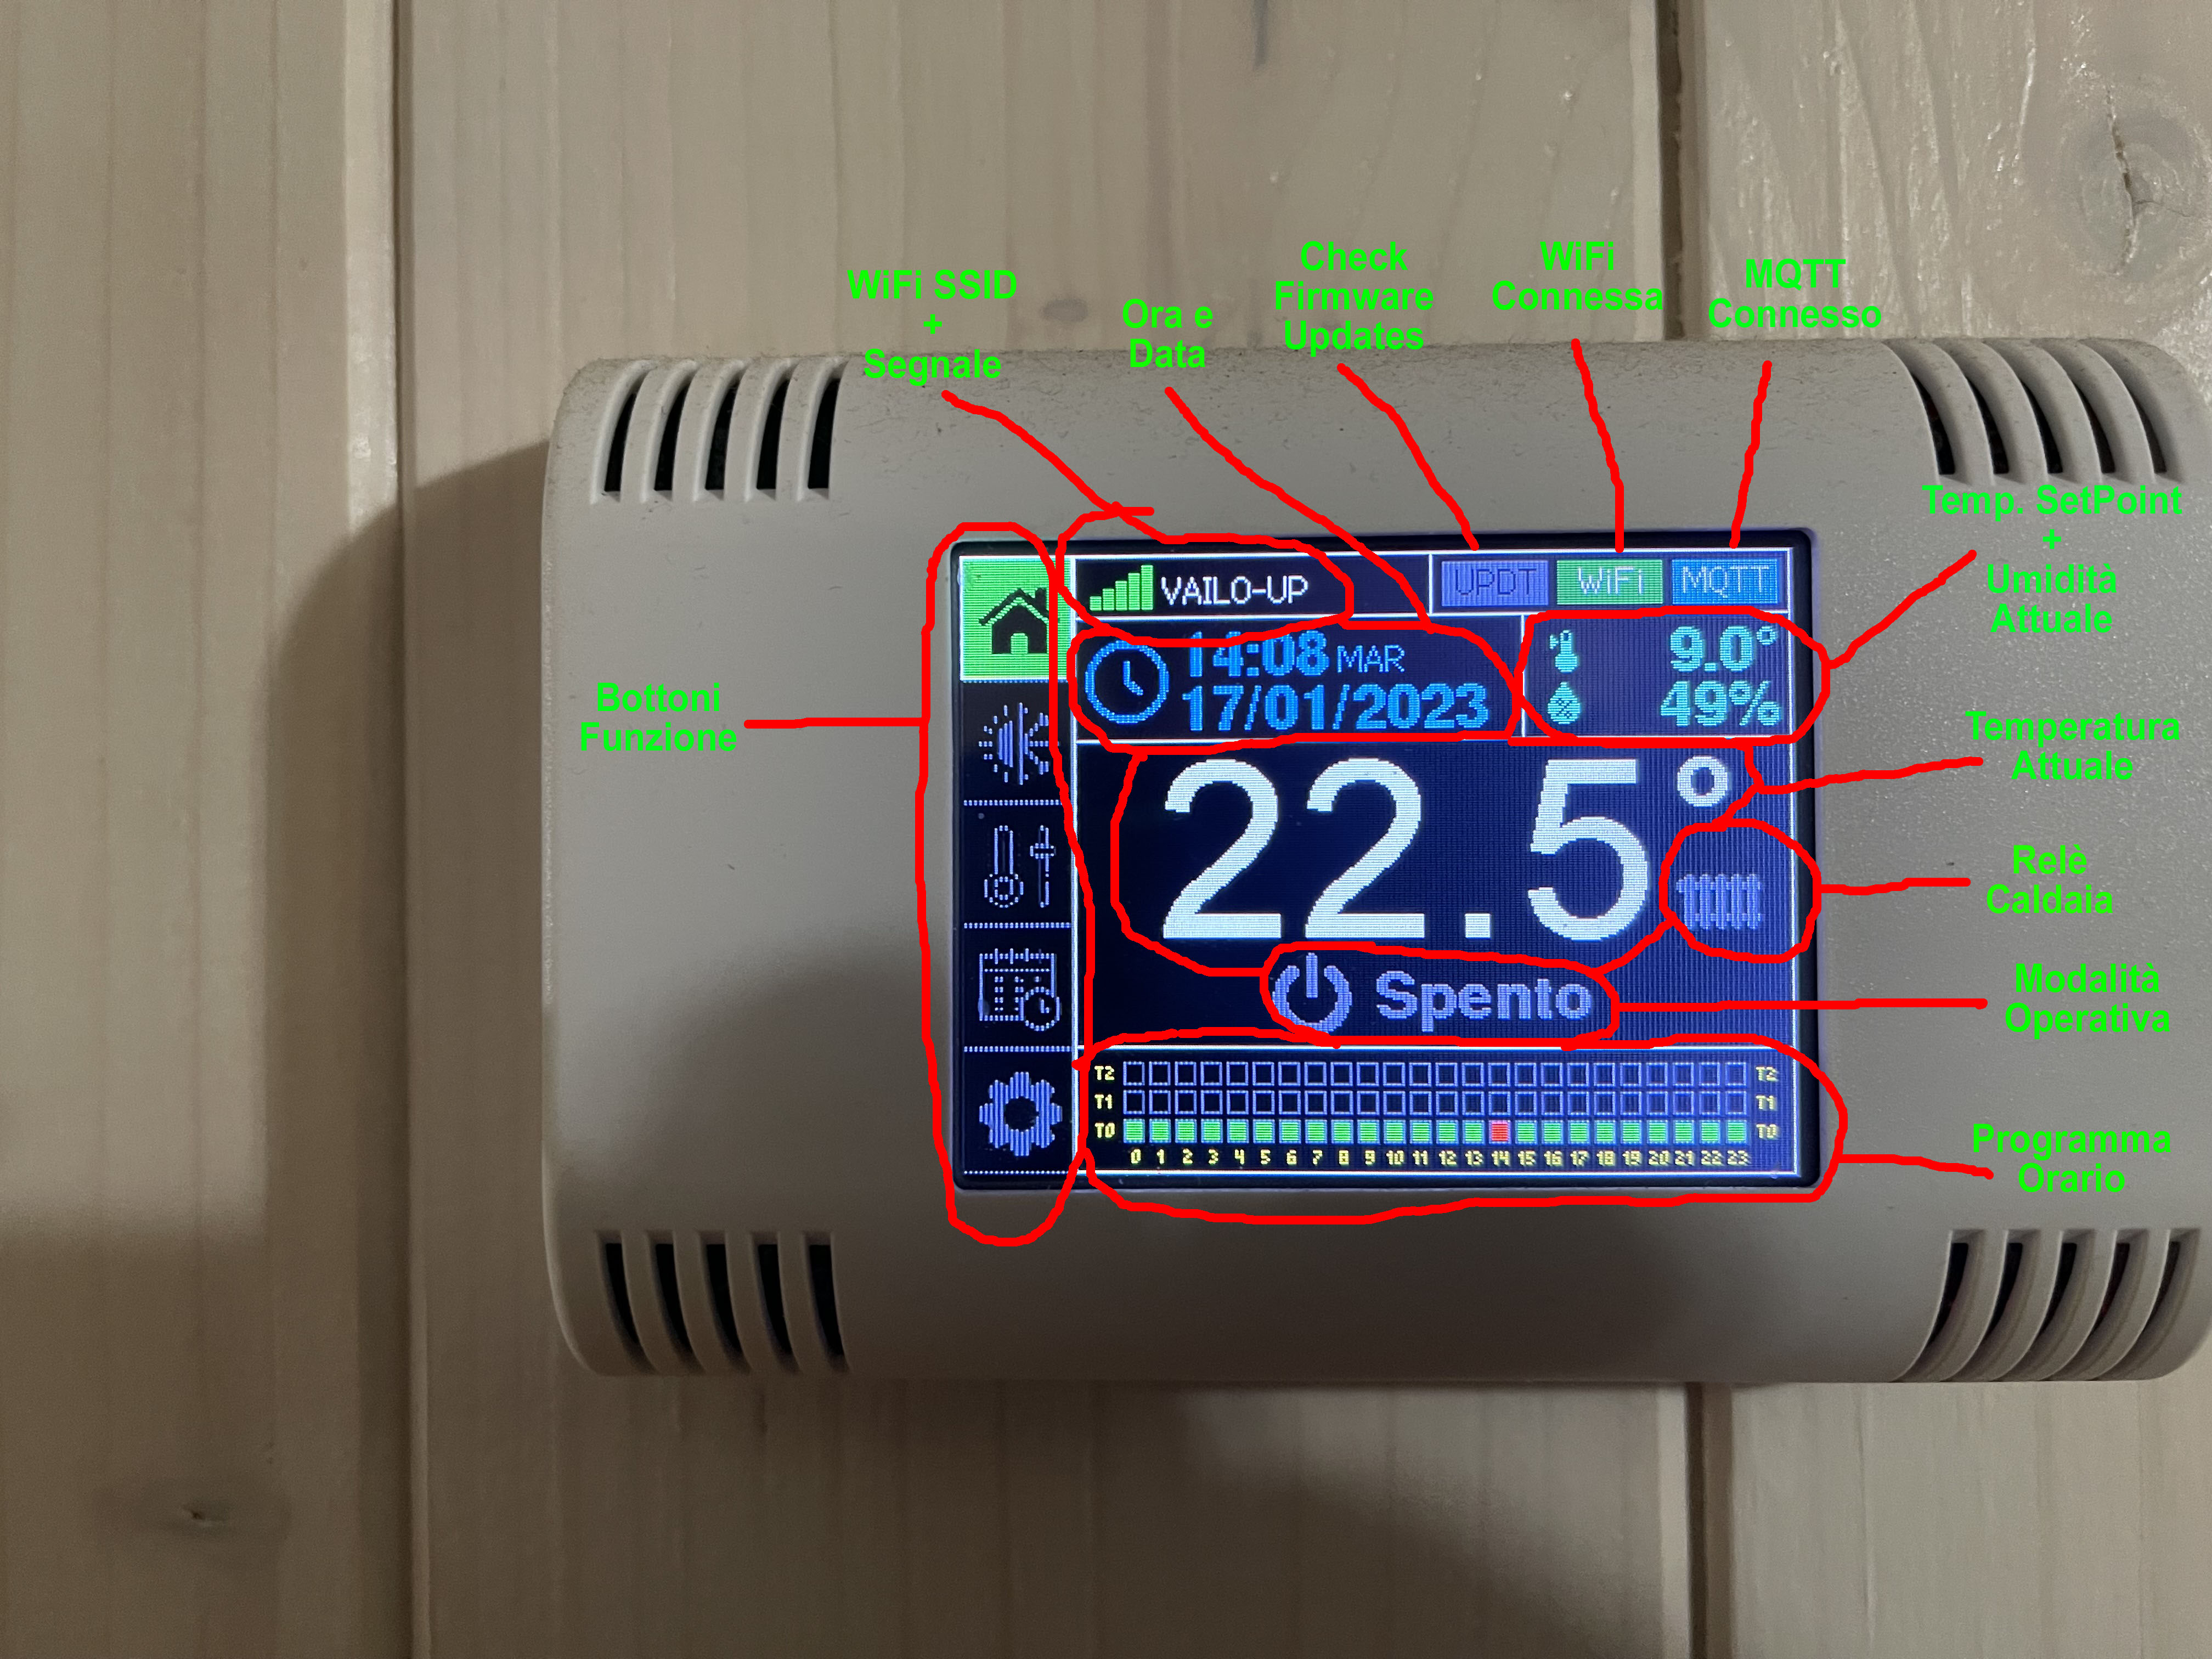 WiFi SSID
+
Segnale
Ora e
Data
Check
Firmware
Updates
WiFi
Connessa
MQTT
Connesso
Temp. SetPoint
+
Umidità
Attuale
Temperatura
Attuale
Relè
Caldaia
Modalità
Operativa
Programma
Orario
Bottoni
Funzione
VAILO-UP
UPDT WiFi MQTT
14:08 MAR
17/01/2023
9.0°
49%
22.5°
Spento
T2 T2
T1 T1
T0 T0
0 1 2 3 4 5 6 7 8 9 10 11 12 13 14 15 16 17 18 19 20 21 22 23